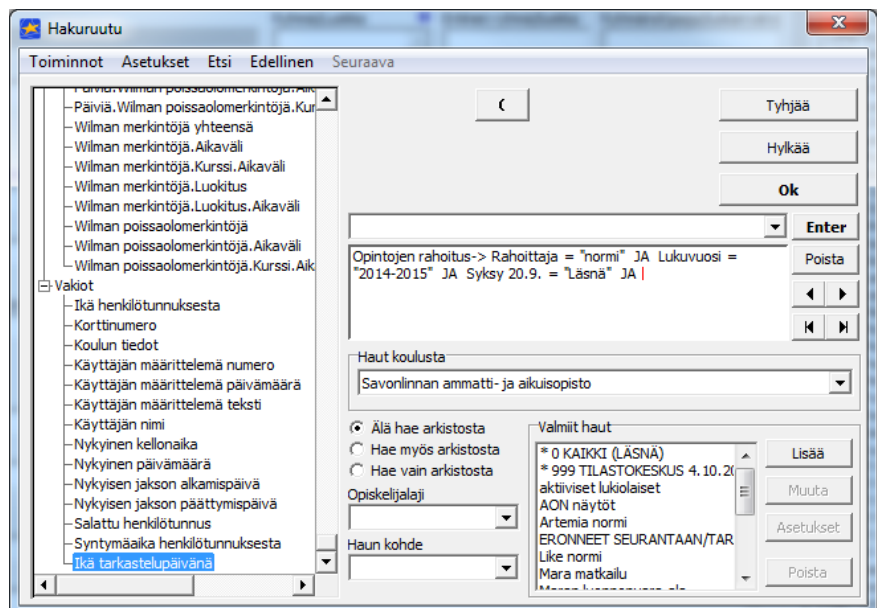 Hakuruutu
Toiminnot Asetukset Etsi Edellinen Seuraava
Päiviä.Wilman poissaolomerkintöjä.Aik
Päiviä.Wilman poissaolomerkintöjä.Kur
Wilman merkintöjä yhteensä
Wilman merkintöjä.Aikaväli
Wilman merkintöjä.Kurssi.Aikaväli
Wilman merkintöjä.Luokitus
Wilman merkintöjä.Luokitus.Aikaväli
Wilman poissaolomerkintöjä
Wilman poissaolomerkintöjä.Aikaväli
Wilman poissaolomerkintöjä.Kurssi.Aik
Vakiot
Ikä henkilötunnuksesta
Korttinumero
Koulun tiedot
Käyttäjän määrittelemä numero
Käyttäjän määrittelemä päivämäärä
Käyttäjän määrittelemä teksti
Käyttäjän nimi
Nykyinen kellonaika
Nykyinen päivämäärä
Nykyisen jakson alkamispäivä
Nykyisen jakson päättymispäivä
Salattu henkilötunnus
Syntymäaika henkilötunnuksesta
Ikä tarkastelupäivänä
(
Tyhjää
Hylkää
Ok
Enter
Opintojen rahoitus-> Rahoittaja = "normi" JA Lukuvuosi =
"2014-2015" JA Syksy 20.9. = "Läsnä" JA
Poista
Haut koulusta
Savonlinnan ammatti- ja aikuisopisto
Älä hae arkistosta
Hae myös arkistosta
Hae vain arkistosta
Opiskelijalaji
Haun kohde
Valmiit haut
* 0 KAIKKI (LÄSNÄ)
* 999 TILASTOKESKUS 4.10.20
aktiiviset lukiolaiset
AON näytöt
Artemia normi
ERONNEET SEURANTAAN/TAR
Like normi
Mara matkailu
Lisää
Muuta
Asetukset
Poista